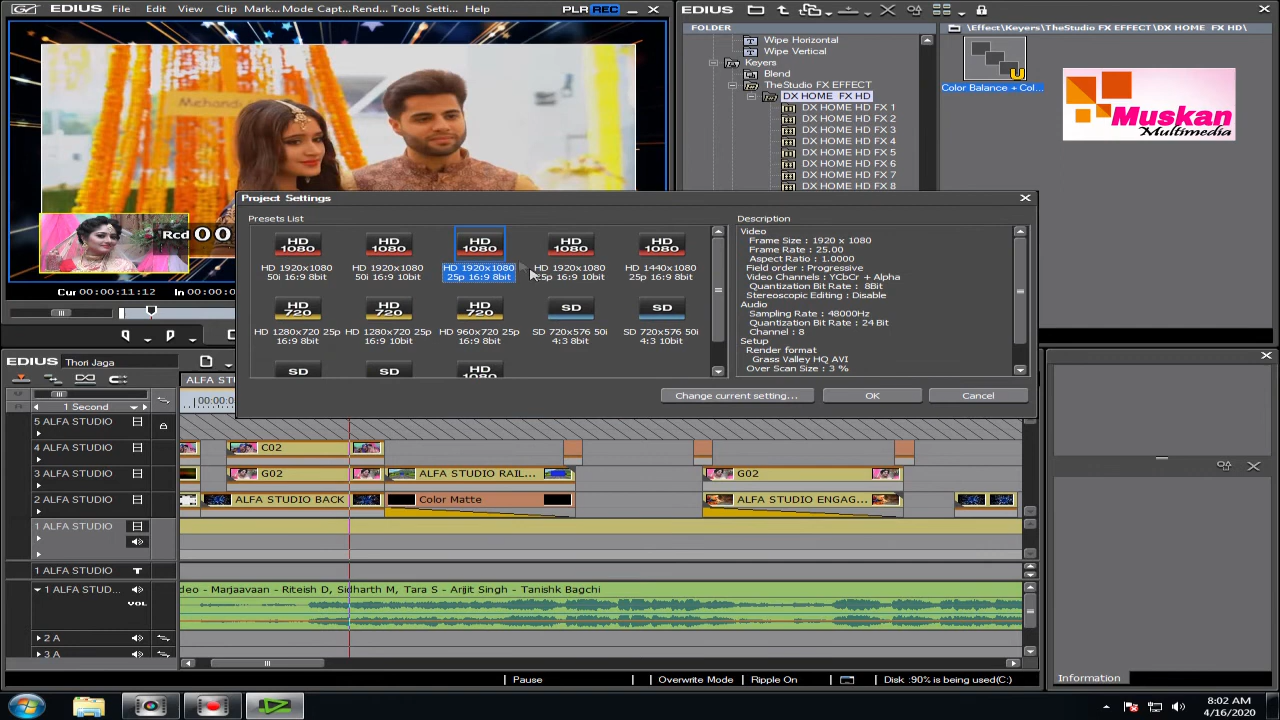 EDIUS
File
Edit
View
Clip
Mark...
Mode
Capt...
Rend...
Tools
Setti...
Help
PLR REC
Mehandi
Rcd 00
Cur 00:00:11:12
In 00:00:
EDIUS
FOLDER
\Effect\Keyers\TheStudio FX EFFECT\DX HOME FX HD\
Wipe Horizontal
Wipe Vertical
Keyers
Blend
TheStudio FX EFFECT
DX HOME FX HD
DX HOME HD FX 1
DX HOME HD FX 2
DX HOME HD FX 3
DX HOME HD FX 4
DX HOME HD FX 5
DX HOME HD FX 6
DX HOME HD FX 7
DX HOME HD FX 8
Color Balance + Col...
Muskan
Multimedia
Project Settings
Presets List
HD 1080
HD 1920x1080
50i 16:9 8bit
HD 1080
HD 1920x1080
50i 16:9 10bit
HD 1080
HD 1920x1080
25p 16:9 8bit
HD 1080
HD 1920x1080
25p 16:9 10bit
HD 1080
HD 1440x1080
25p 16:9 8bit
HD 720
HD 1280x720 25p
16:9 8bit
HD 720
HD 1280x720 25p
16:9 10bit
HD 720
HD 960x720 25p
16:9 8bit
SD
SD 720x576 50i
4:3 8bit
SD
SD 720x576 50i
4:3 10bit
SD
SD
HD 1080
Description
Video
Frame Size : 1920 x 1080
Frame Rate : 25.00
Aspect Ratio : 1.0000
Field order : Progressive
Video Channels : YCbCr + Alpha
Quantization Bit Rate : 8Bit
Stereoscopic Editing : Disable
Audio
Sampling Rate : 48000Hz
Quantization Bit Rate : 24 Bit
Channel : 8
Setup
Render format
Grass Valley HQ AVI
Over Scan Size : 3 %
Change current setting...
OK
Cancel
EDIUS
Thori Jaga
ALFA STU
1 Second
00:00:0
5 ALFA STUDIO
4 ALFA STUDIO
C02
3 ALFA STUDIO
G02
ALFA STUDIO RAIL...
G02
2 ALFA STUDIO
ALFA STUDIO BACK
Color Matte
ALFA STUDIO ENGAG...
1 ALFA STUDIO
1 ALFA STUDIO
T
1 ALFA STUD...
VOL
deo - Marjaavaan - Riteish D, Sidharth M, Tara S - Arijit Singh - Tanishk Bagchi
2 A
3 A
Pause
Overwrite Mode
Ripple On
Disk :90% is being used(C:)
Information
8:02 AM
4/16/2020